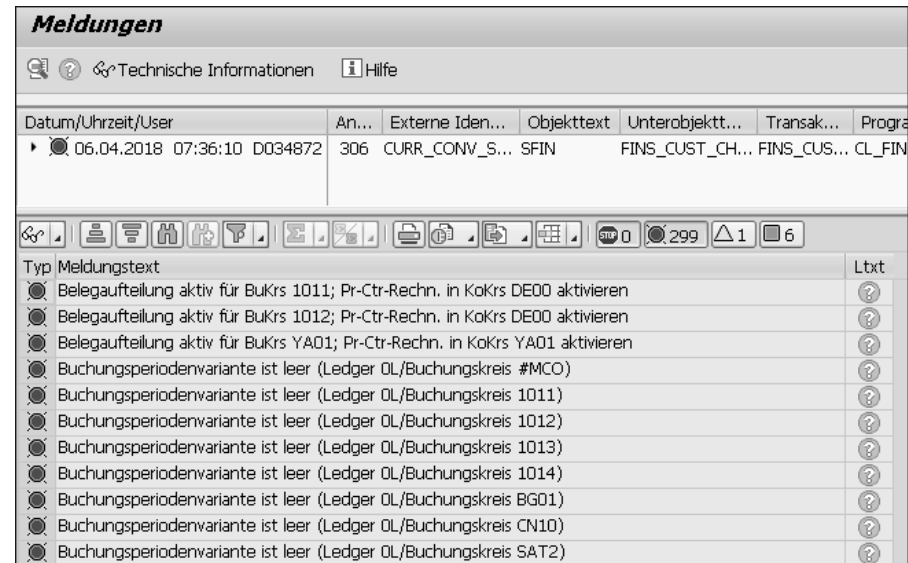 Meldungen
Technische Informationen Hilfe
Datum/Uhrzeit/User An... Externe Iden... Objekttext Unterobjektt... Transak... Progra
06.04.2018 07:36:10 D034872 306 CURR_CONV_S... SFIN FINS_CUST_CH... FINS_CUS... CL_FIN
STOP 0 299 1 6
Typ Meldungstext Ltxt
Belegaufteilung aktiv für BuKrs 1011; Pr-Ctr-Rechn. in KoKrs DE00 aktivieren
Belegaufteilung aktiv für BuKrs 1012; Pr-Ctr-Rechn. in KoKrs DE00 aktivieren
Belegaufteilung aktiv für BuKrs YA01; Pr-Ctr-Rechn. in KoKrs YA01 aktivieren
Buchungsperiodenvariante ist leer (Ledger 0L/Buchungskreis #MCO)
Buchungsperiodenvariante ist leer (Ledger 0L/Buchungskreis 1011)
Buchungsperiodenvariante ist leer (Ledger 0L/Buchungskreis 1012)
Buchungsperiodenvariante ist leer (Ledger 0L/Buchungskreis 1013)
Buchungsperiodenvariante ist leer (Ledger 0L/Buchungskreis 1014)
Buchungsperiodenvariante ist leer (Ledger 0L/Buchungskreis BG01)
Buchungsperiodenvariante ist leer (Ledger 0L/Buchungskreis CN10)
Buchungsperiodenvariante ist leer (Ledger 0L/Buchungskreis SAT2)